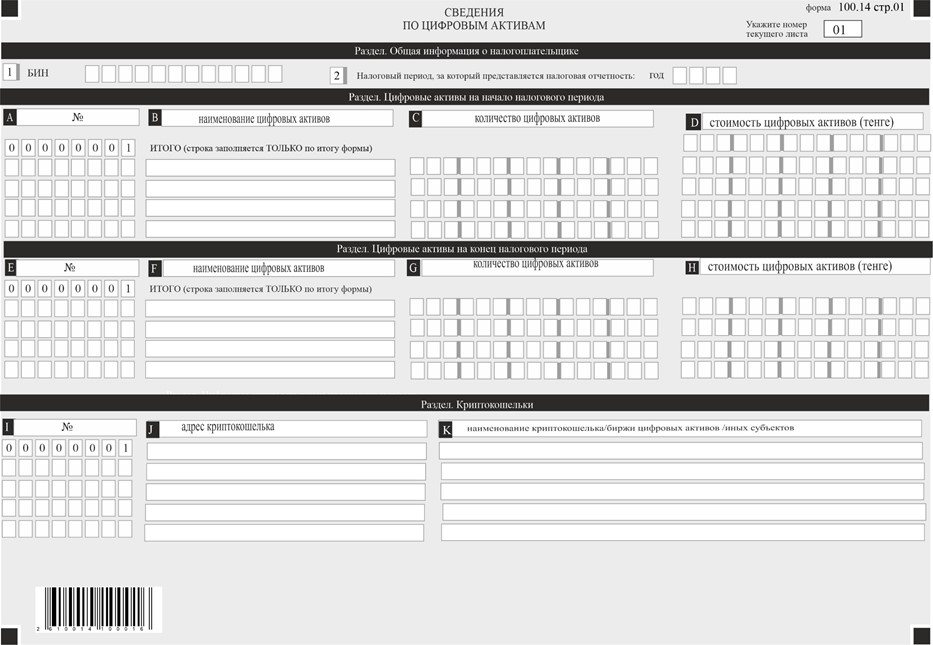 форма 100.14 стр.01
СВЕДЕНИЯ
ПО ЦИФРОВЫМ АКТИВАМ
Укажите номер
текущего листа 01
Раздел. Общая информация о налогоплательщике
1 БИН 2 Налоговый период, за который представляется налоговая отчетность: год
Раздел. Цифровые активы на начало налогового периода
A № B наименование цифровых активов C количество цифровых активов D стоимость цифровых активов (тенге)
0 0 0 0 0 0 0 1 ИТОГО (строка заполняется ТОЛЬКО по итогу формы)
Раздел. Цифровые активы на конец налогового периода
E № F наименование цифровых активов G количество цифровых активов H стоимость цифровых активов (тенге)
0 0 0 0 0 0 0 1 ИТОГО (строка заполняется ТОЛЬКО по итогу формы)
Раздел. Криптокошельки
I № J адрес криптокошелька K наименование криптокошелька/биржи цифровых активов /иных субъектов
0 0 0 0 0 0 0 1
2 610014 100016